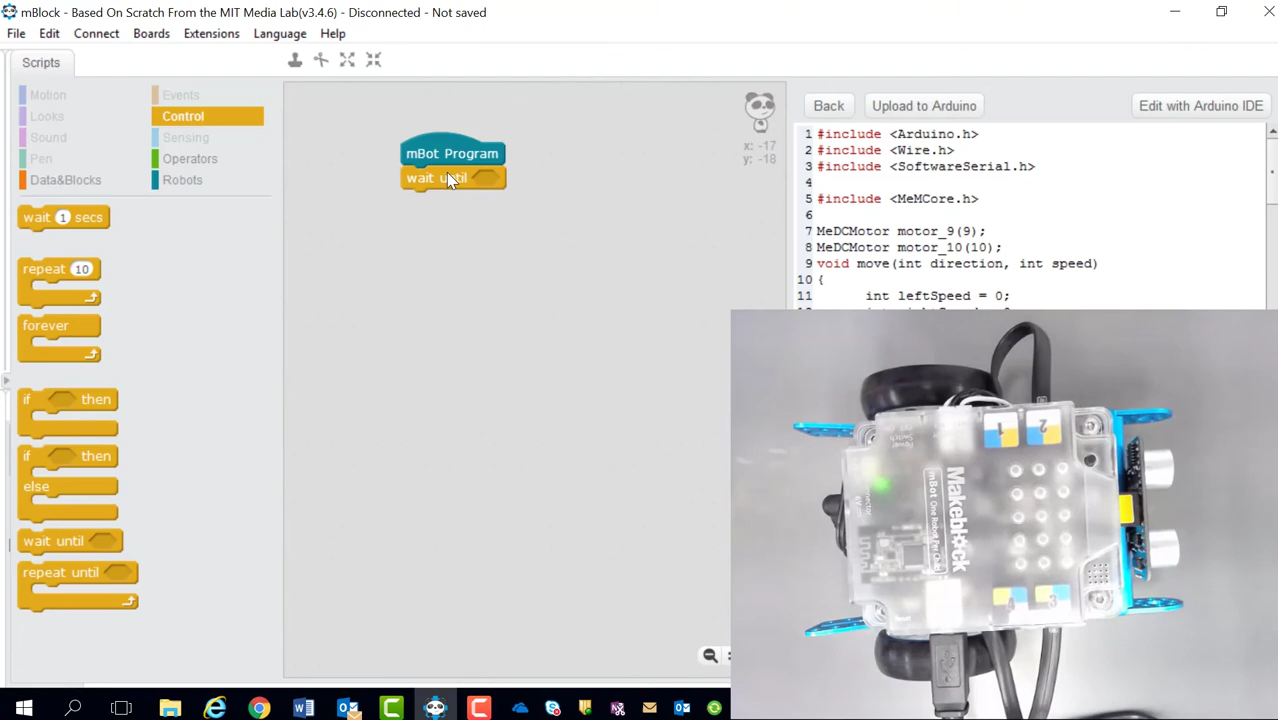 mBlock - Based On Scratch From the MIT Media Lab(v3.4.6) - Disconnected - Not saved
File Edit Connect Boards Extensions Language Help
Scripts
Motion Events
Looks Control
Sound Sensing
Pen Operators
Data&Blocks Robots
wait 1 secs
repeat 10
forever
if then
if then
else
wait until
repeat until
mBot Program
wait until
x: -17
y: -18
Back Upload to Arduino Edit with Arduino IDE
1 #include <Arduino.h>
2 #include <Wire.h>
3 #include <SoftwareSerial.h>
4
5 #include <MeMCore.h>
6
7 MeDCMotor motor_9(9);
8 MeDCMotor motor_10(10);
9 void move(int direction, int speed)
10 {
11 int leftSpeed = 0;
1 2
Power
Switch
Makeblock
mBot One Robot Per Child
4 3